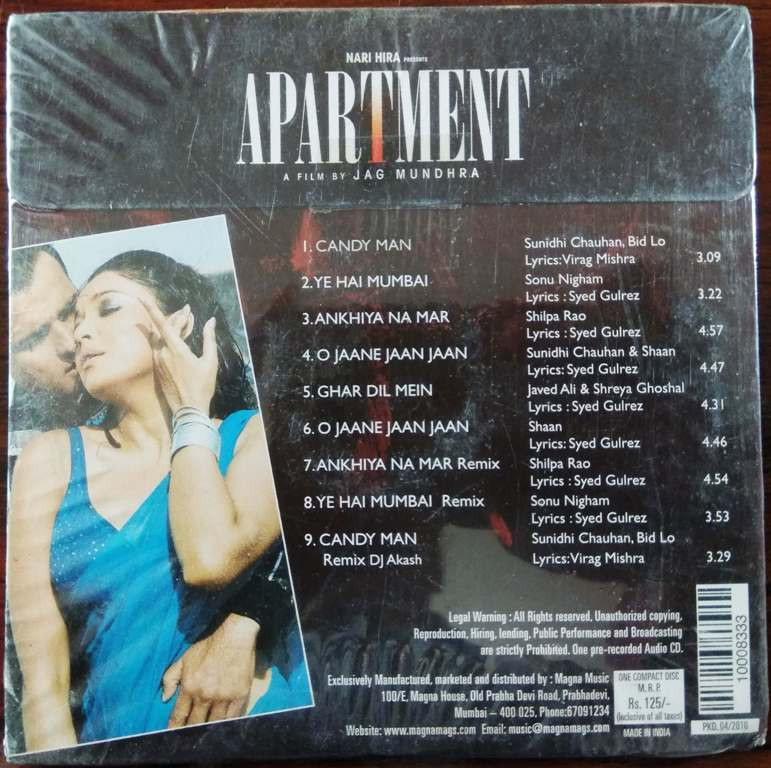 NARI HIRA PRESENTS
APARTMENT
A FILM BY JAG MUNDHRA
1. CANDY MAN Sunidhi Chauhan, Bid Lo
Lyrics:Virag Mishra 3.09
2.YE HAI MUMBAI Sonu Nigham
Lyrics : Syed Gulrez 3.22
3.ANKHIYA NA MAR Shilpa Rao
Lyrics : Syed Gulrez 4.57
4.O JAANE JAAN JAAN Sunidhi Chauhan & Shaan
Lyrics: Syed Gulrez 4.47
5. GHAR DIL MEIN Javed Ali & Shreya Ghoshal
Lyrics : Syed Gulrez 4.31
6. O JAANE JAAN JAAN Shaan
Lyrics: Syed Gulrez 4.46
7.ANKHIYA NA MAR Remix Shilpa Rao
Lyrics : Syed Gulrez 4.54
8.YE HAI MUMBAI Remix Sonu Nigham
Lyrics : Syed Gulrez 3.53
9. CANDY MAN Sunidhi Chauhan, Bid Lo
Remix DJ Akash Lyrics:Virag Mishra 3.29
Legal Warning : All Rights reserved, Unauthorized copying,
Reproduction, Hiring, lending, Public Performance and Broadcasting
are strictly Prohibited. One pre-recorded Audio CD.
Exclusively Manufactured, marketed and distributed by : Magna Music
100/E, Magna House, Old Prabha Devi Road, Prabhadevi,
Mumbai – 400 025, Phone:67091234
Website: www.magnamags.com Email: music@magnamags.com
ONE COMPACT DISC
M. R. P.
Rs. 125/-
(Inclusive of all taxes)
MADE IN INDIA
10008333
PKD. 04/2010